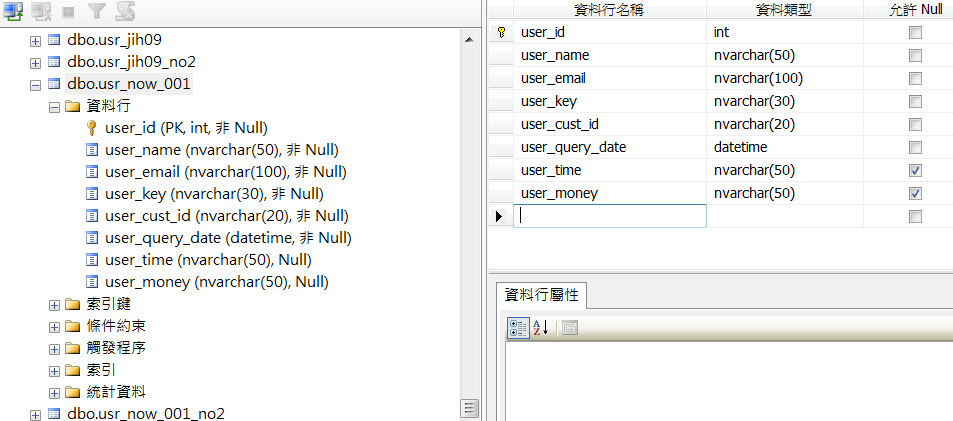 dbo.usr_jih09
dbo.usr_jih09_no2
dbo.usr_now_001
資料行
user_id (PK, int, 非 Null)
user_name (nvarchar(50), 非 Null)
user_email (nvarchar(100), 非 Null)
user_key (nvarchar(30), 非 Null)
user_cust_id (nvarchar(20), 非 Null)
user_query_date (datetime, 非 Null)
user_time (nvarchar(50), Null)
user_money (nvarchar(50), Null)
索引鍵
條件約束
觸發程序
索引
統計資料
dbo.usr_now_001_no2
資料行名稱 資料類型 允許 Null
user_id int
user_name nvarchar(50)
user_email nvarchar(100)
user_key nvarchar(30)
user_cust_id nvarchar(20)
user_query_date datetime
user_time nvarchar(50)
user_money nvarchar(50)
資料行屬性